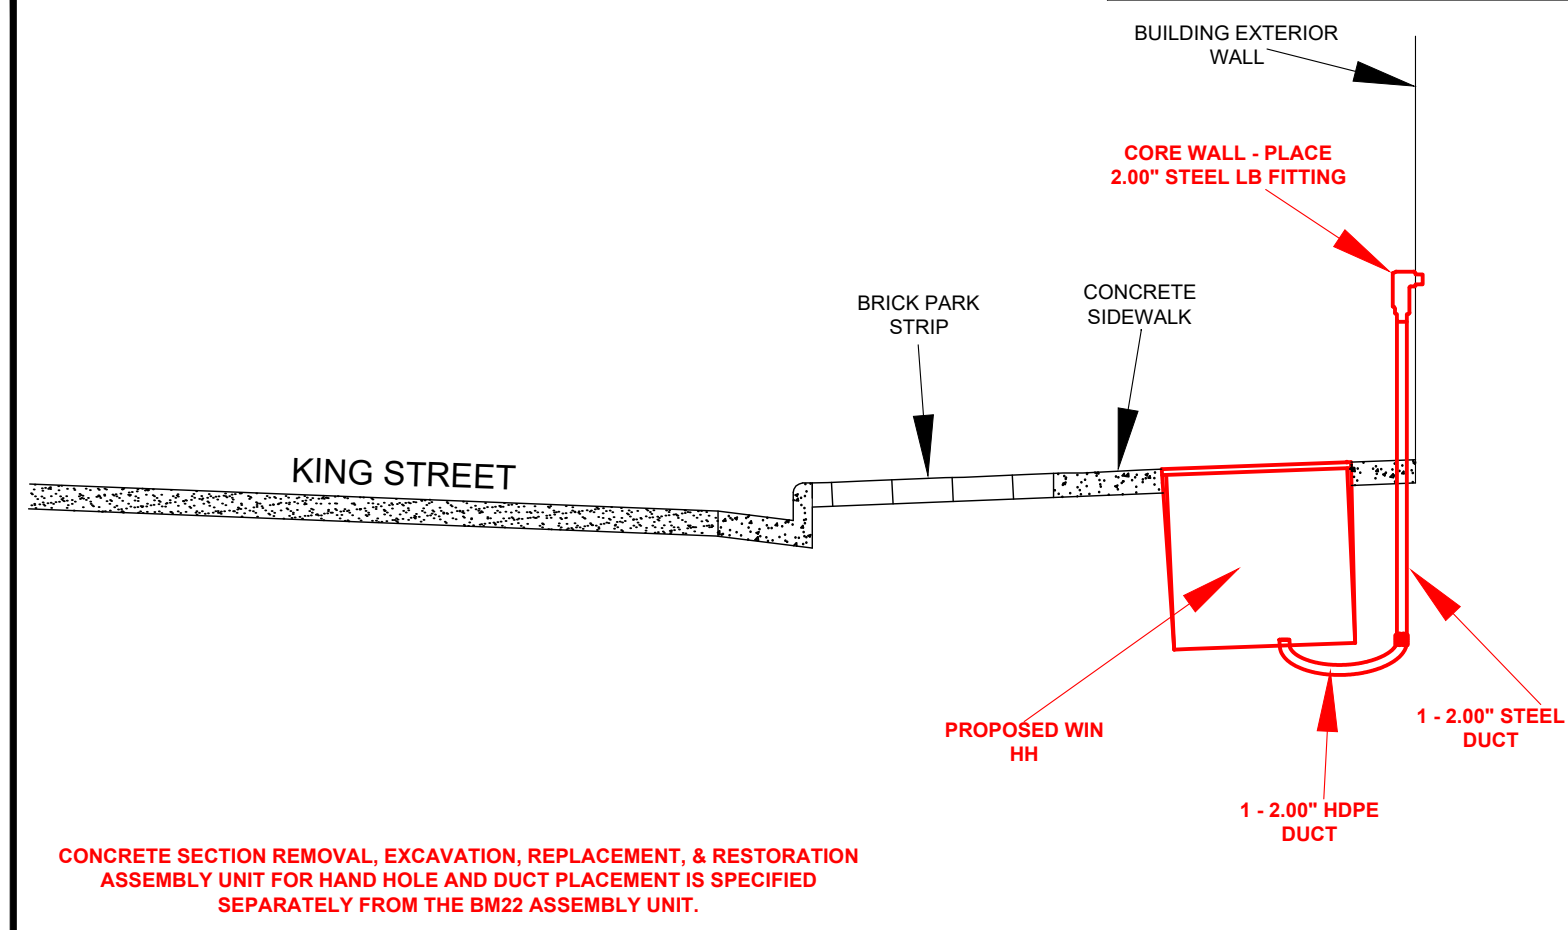 BUILDING EXTERIOR
WALL
CORE WALL - PLACE
2.00" STEEL LB FITTING
BRICK PARK
STRIP
CONCRETE
SIDEWALK
KING STREET
PROPOSED WIN
HH
1 - 2.00" STEEL
DUCT
1 - 2.00" HDPE
DUCT
CONCRETE SECTION REMOVAL, EXCAVATION, REPLACEMENT, & RESTORATION
ASSEMBLY UNIT FOR HAND HOLE AND DUCT PLACEMENT IS SPECIFIED
SEPARATELY FROM THE BM22 ASSEMBLY UNIT.